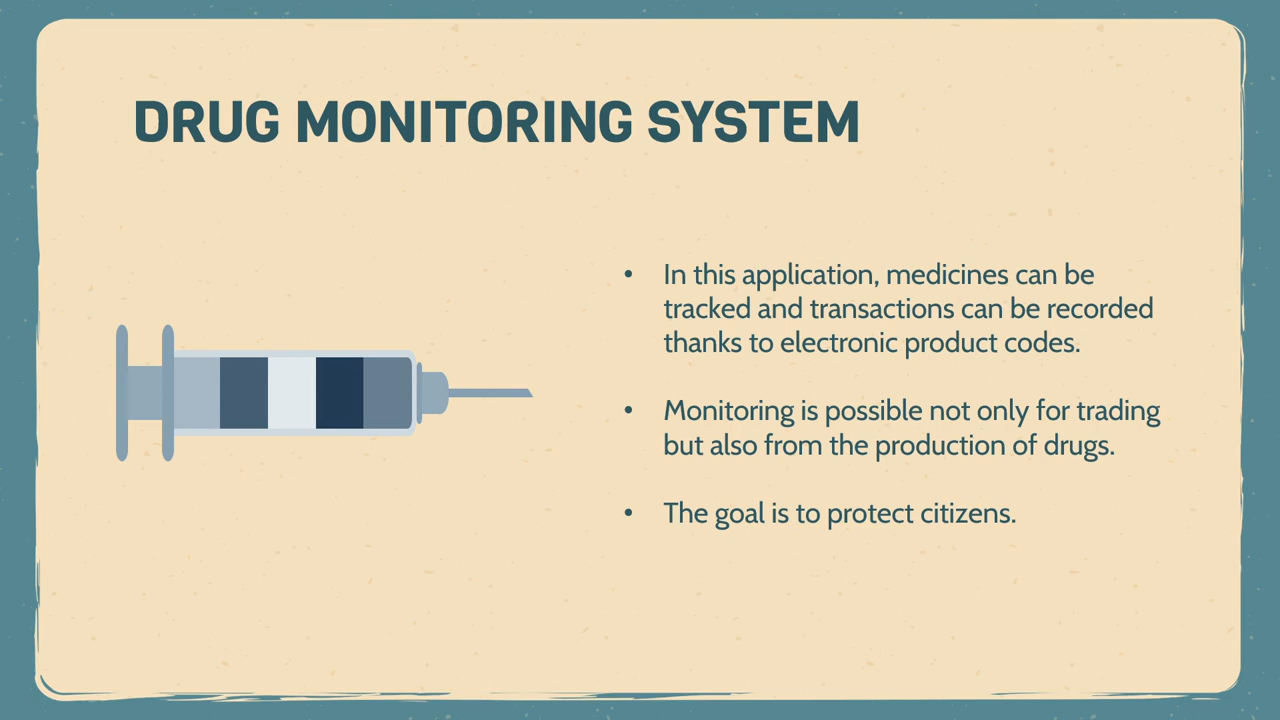 DRUG MONITORING SYSTEM
• In this application, medicines can be
tracked and transactions can be recorded
thanks to electronic product codes.
• Monitoring is possible not only for trading
but also from the production of drugs.
• The goal is to protect citizens.